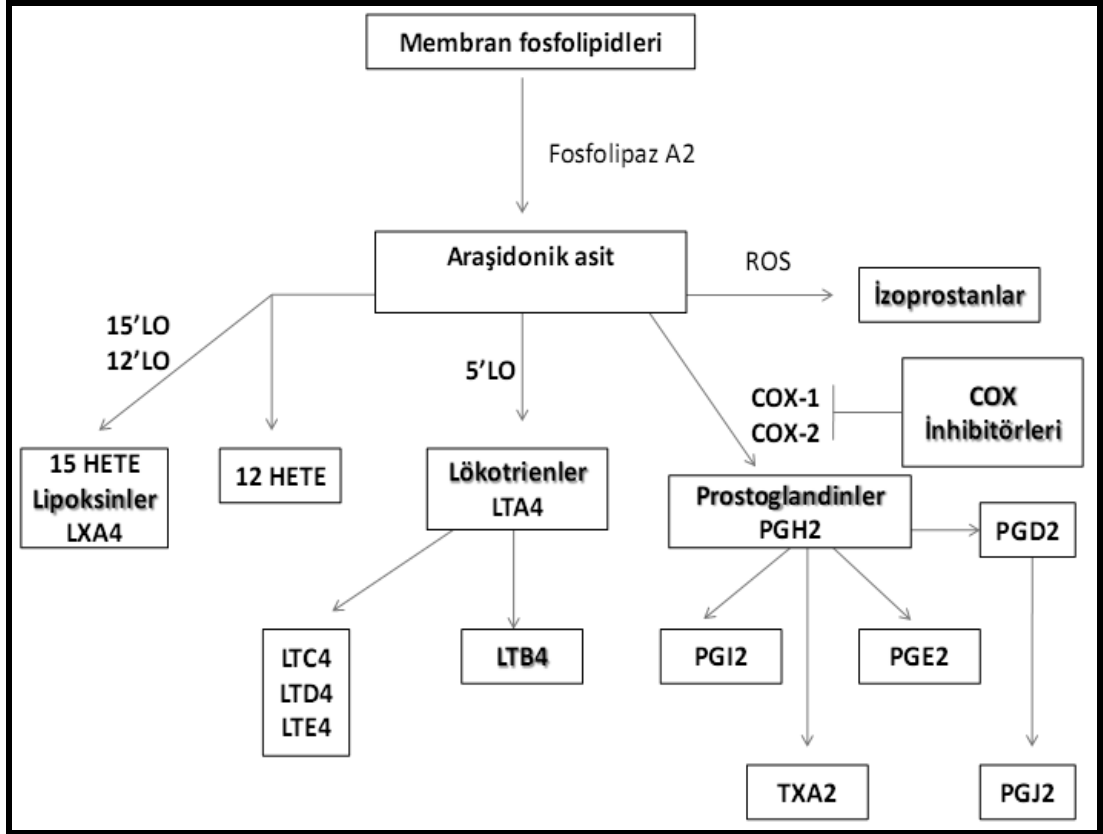 Membran fosfolipidleri
Fosfolipaz A2
Araşidonik asit
ROS
İzoprostanlar
15’LO
12’LO
5’LO
COX-1
COX-2
COX
İnhibitörleri
15 HETE
Lipoksinler
LXA4
12 HETE
Lökotrienler
LTA4
Prostoglandinler
PGH2
PGD2
LTC4
LTD4
LTE4
LTB4
PGI2
PGE2
TXA2
PGJ2